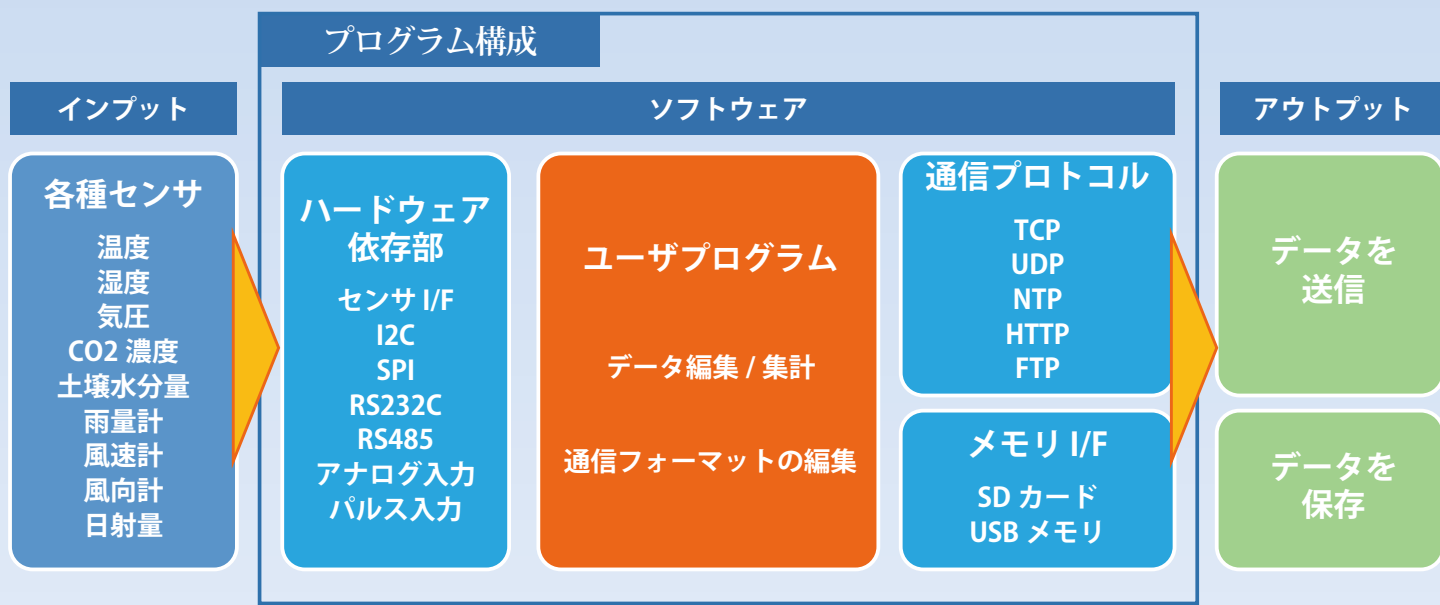 プログラム構成
インプット
ソフトウェア
アウトプット
各種センサ
温度
湿度
気圧
CO2 濃度
土壌水分量
雨量計
風速計
風向計
日射量
ハードウェア
依存部
センサ I/F
I2C
SPI
RS232C
RS485
アナログ入力
パルス入力
ユーザプログラム
データ編集 / 集計
通信フォーマットの編集
通信プロトコル
TCP
UDP
NTP
HTTP
FTP
メモリ I/F
SD カード
USB メモリ
データを
送信
データを
保存